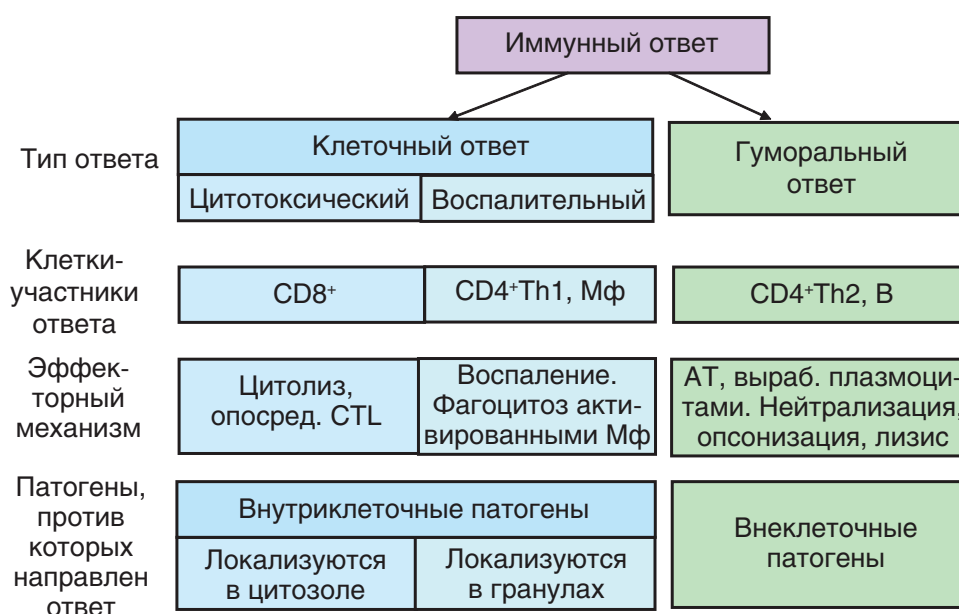 Иммунный ответ
Тип ответа
Клеточный ответ
Гуморальный
ответ
Цитотоксический
Воспалительный
Клетки-
участники
ответа
CD8⁺
CD4⁺Th1, Мф
CD4⁺Th2, В
Эффек-
торный
механизм
Цитолиз,
опосред. CTL
Воспаление.
Фагоцитоз акти-
вированными Мф
АТ, выраб. плазмоци-
тами. Нейтрализация,
опсонизация, лизис
Патогены,
против
которых
направлен
ответ
Внутриклеточные патогены
Локализуются
в цитозоле
Локализуются
в гранулах
Внеклеточные
патогены